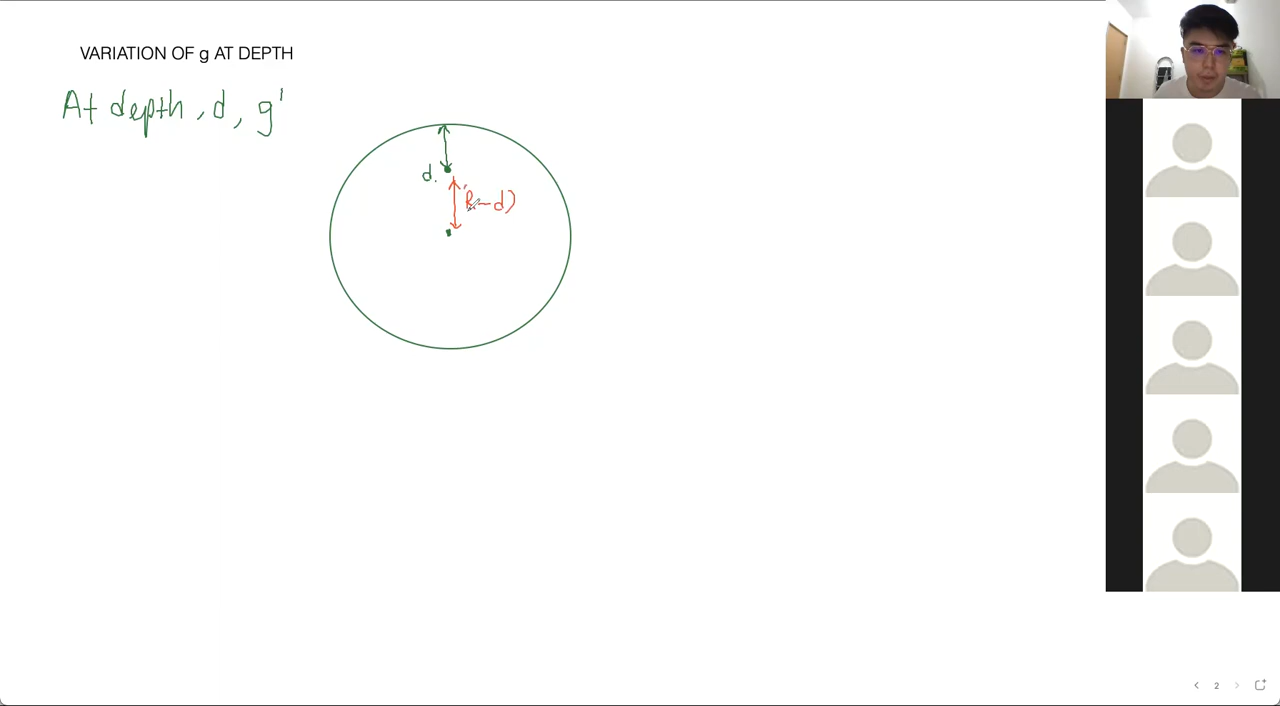 VARIATION OF g AT DEPTH
At depth, d, g'
d.
(R-d)
2